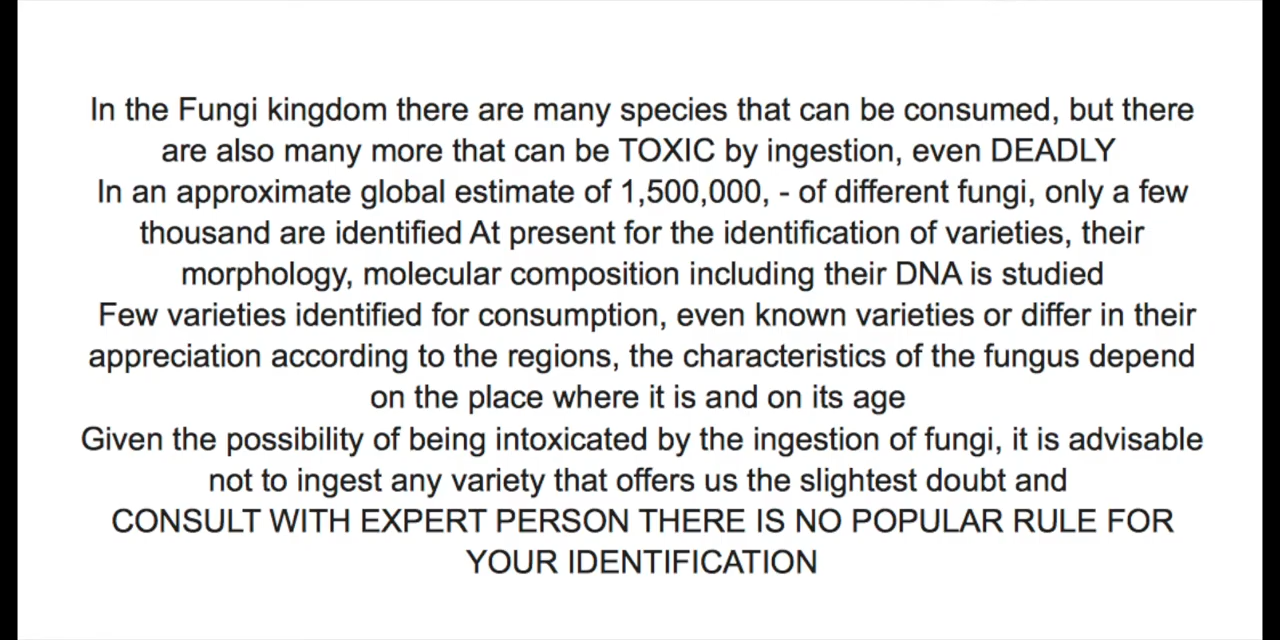 In the Fungi kingdom there are many species that can be consumed, but there
are also many more that can be TOXIC by ingestion, even DEADLY
In an approximate global estimate of 1,500,000, - of different fungi, only a few
thousand are identified At present for the identification of varieties, their
morphology, molecular composition including their DNA is studied
Few varieties identified for consumption, even known varieties or differ in their
appreciation according to the regions, the characteristics of the fungus depend
on the place where it is and on its age
Given the possibility of being intoxicated by the ingestion of fungi, it is advisable
not to ingest any variety that offers us the slightest doubt and
CONSULT WITH EXPERT PERSON THERE IS NO POPULAR RULE FOR
YOUR IDENTIFICATION